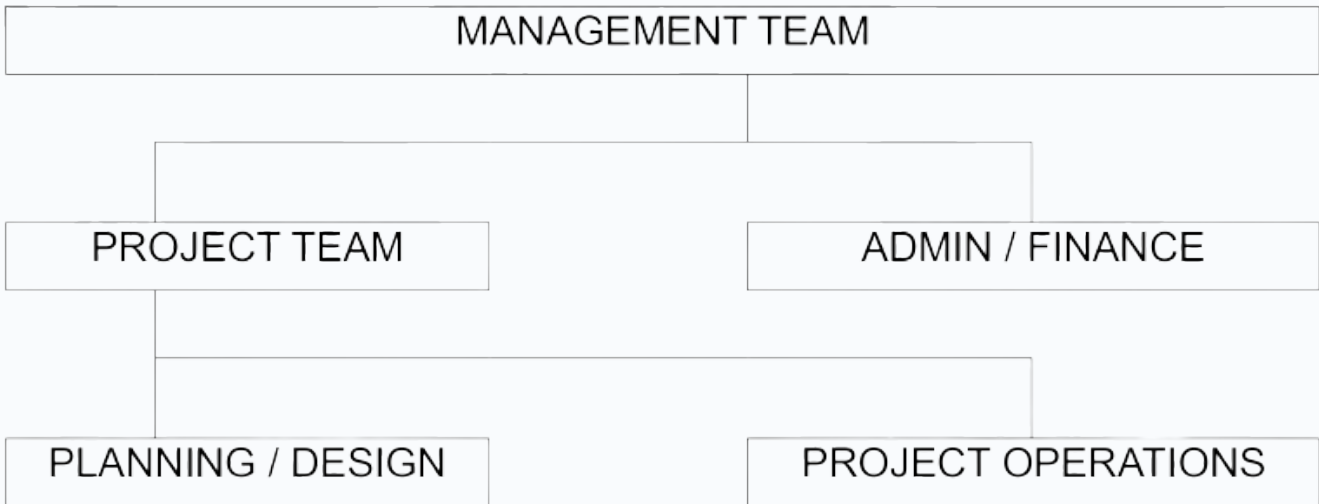 MANAGEMENT TEAM
PROJECT TEAM
ADMIN / FINANCE
PLANNING / DESIGN
PROJECT OPERATIONS